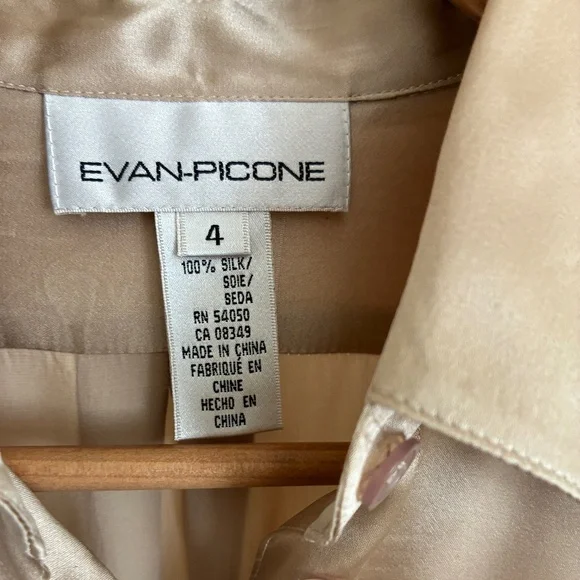 EVAN-PICONE
4
100% SILK/
SOIE/
SEDA
RN 54050
CA 08349
MADE IN CHINA
FABRIQUÉ EN
CHINE
HECHO EN
CHINA